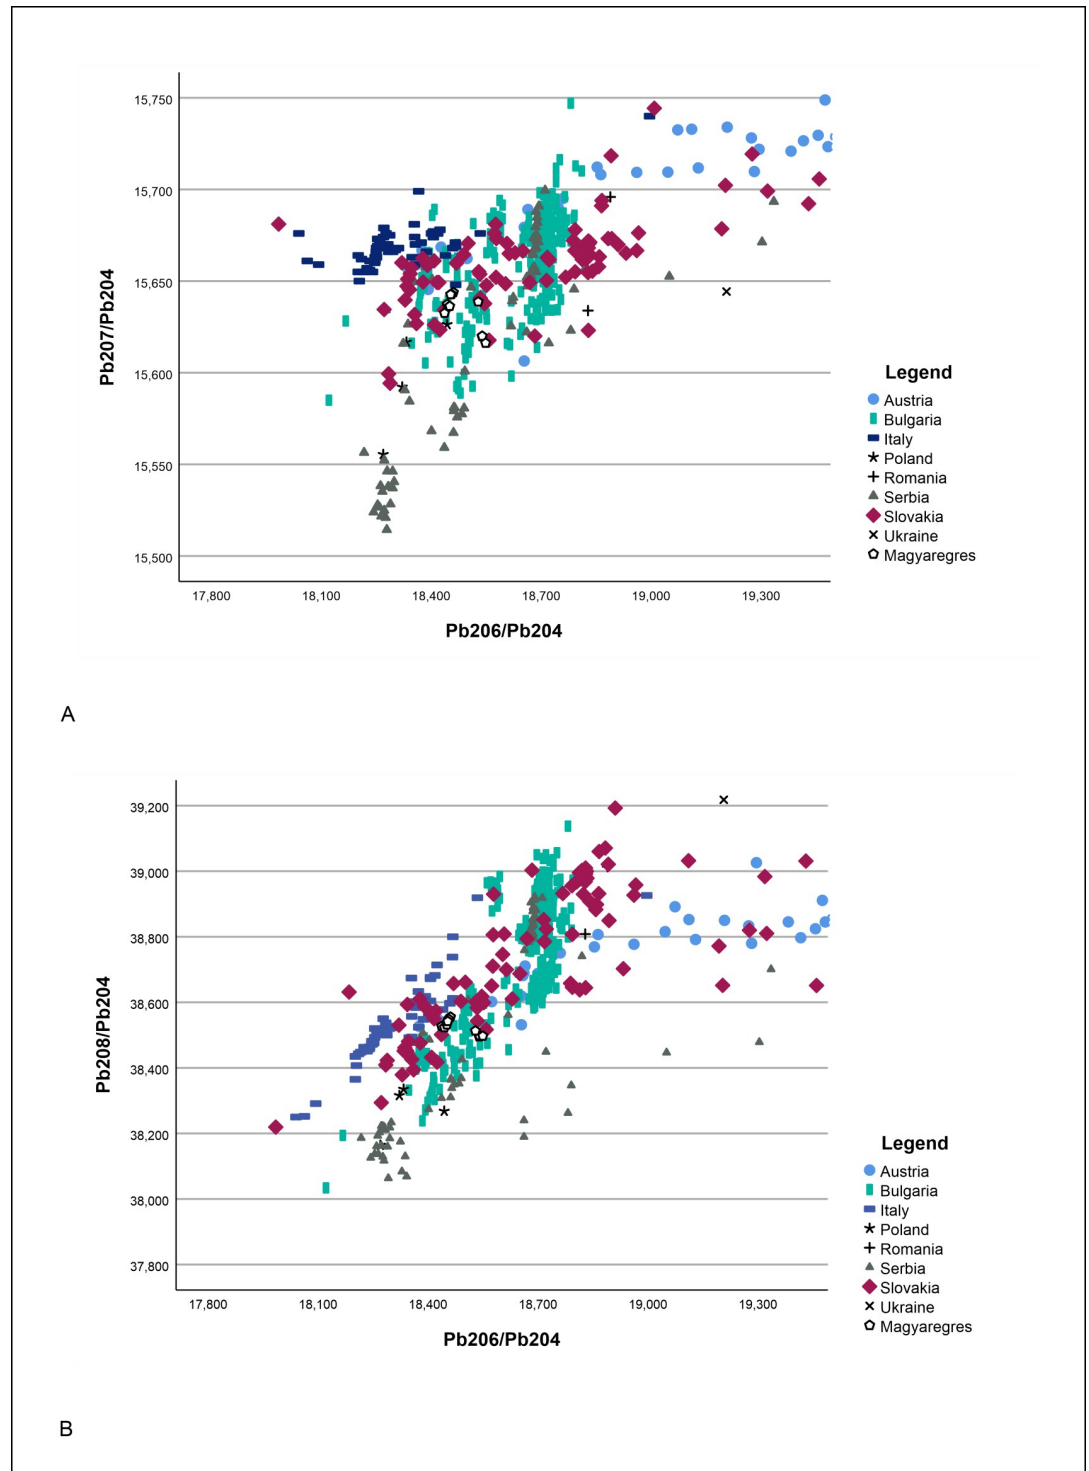 15,750
15,700
15,650
15,600
15,550
15,500
Pb207/Pb204
17,800 18,100 18,400 18,700 19,000 19,300
Pb206/Pb204
Legend
Austria
Bulgaria
Italy
Poland
Romania
Serbia
Slovakia
Ukraine
Magyaregres
A
39,200
39,000
38,800
38,600
38,400
38,200
38,000
37,800
Pb208/Pb204
17,800 18,100 18,400 18,700 19,000 19,300
Pb206/Pb204
Legend
Austria
Bulgaria
Italy
Poland
Romania
Serbia
Slovakia
Ukraine
Magyaregres
B